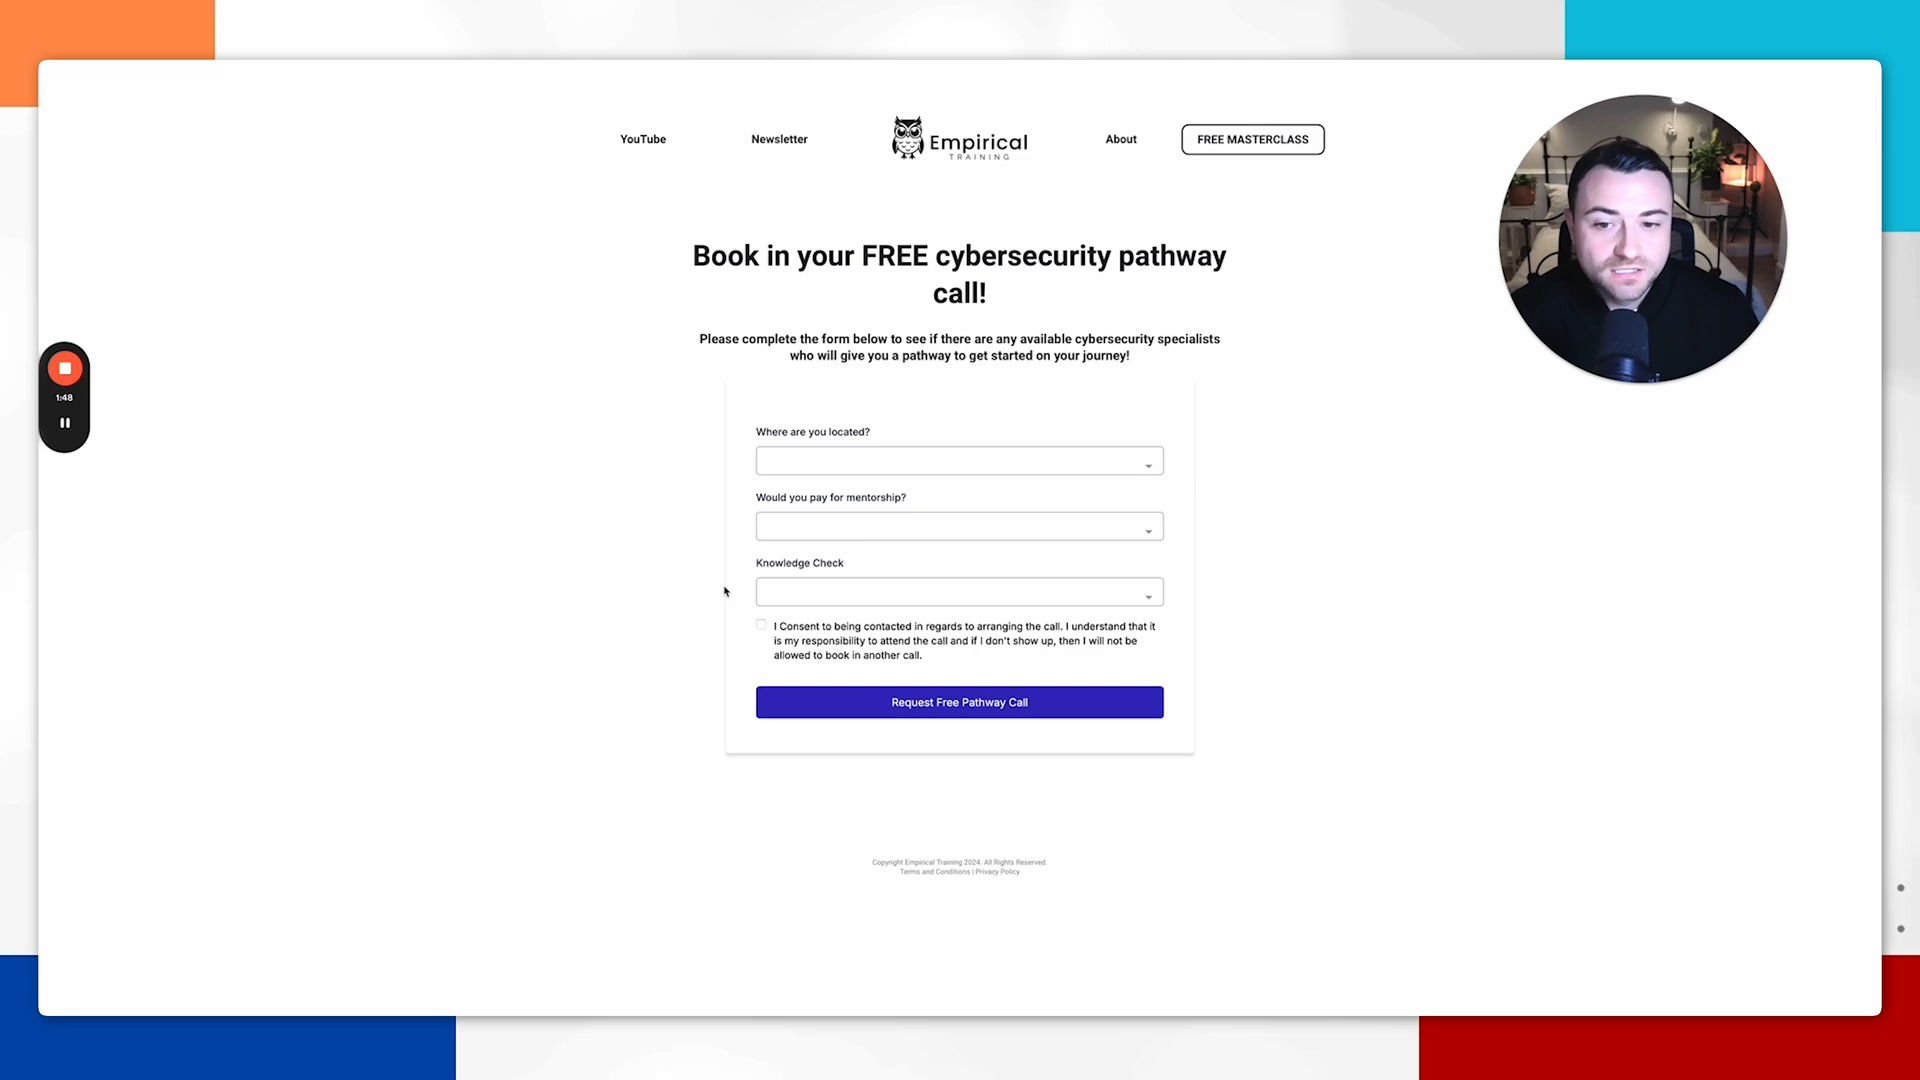 YouTube
Newsletter
Empirical
TRAINING
About
FREE MASTERCLASS
Book in your FREE cybersecurity pathway
call!
Please complete the form below to see if there are any available cybersecurity specialists
who will give you a pathway to get started on your journey!
1:48
Where are you located?
Would you pay for mentorship?
Knowledge Check
I Consent to being contacted in regards to arranging the call. I understand that it
is my responsibility to attend the call and if I don't show up, then I will not be
allowed to book in another call.
Request Free Pathway Call
Copyright Empirical Training 2024. All Rights Reserved.
Terms and Conditions | Privacy Policy